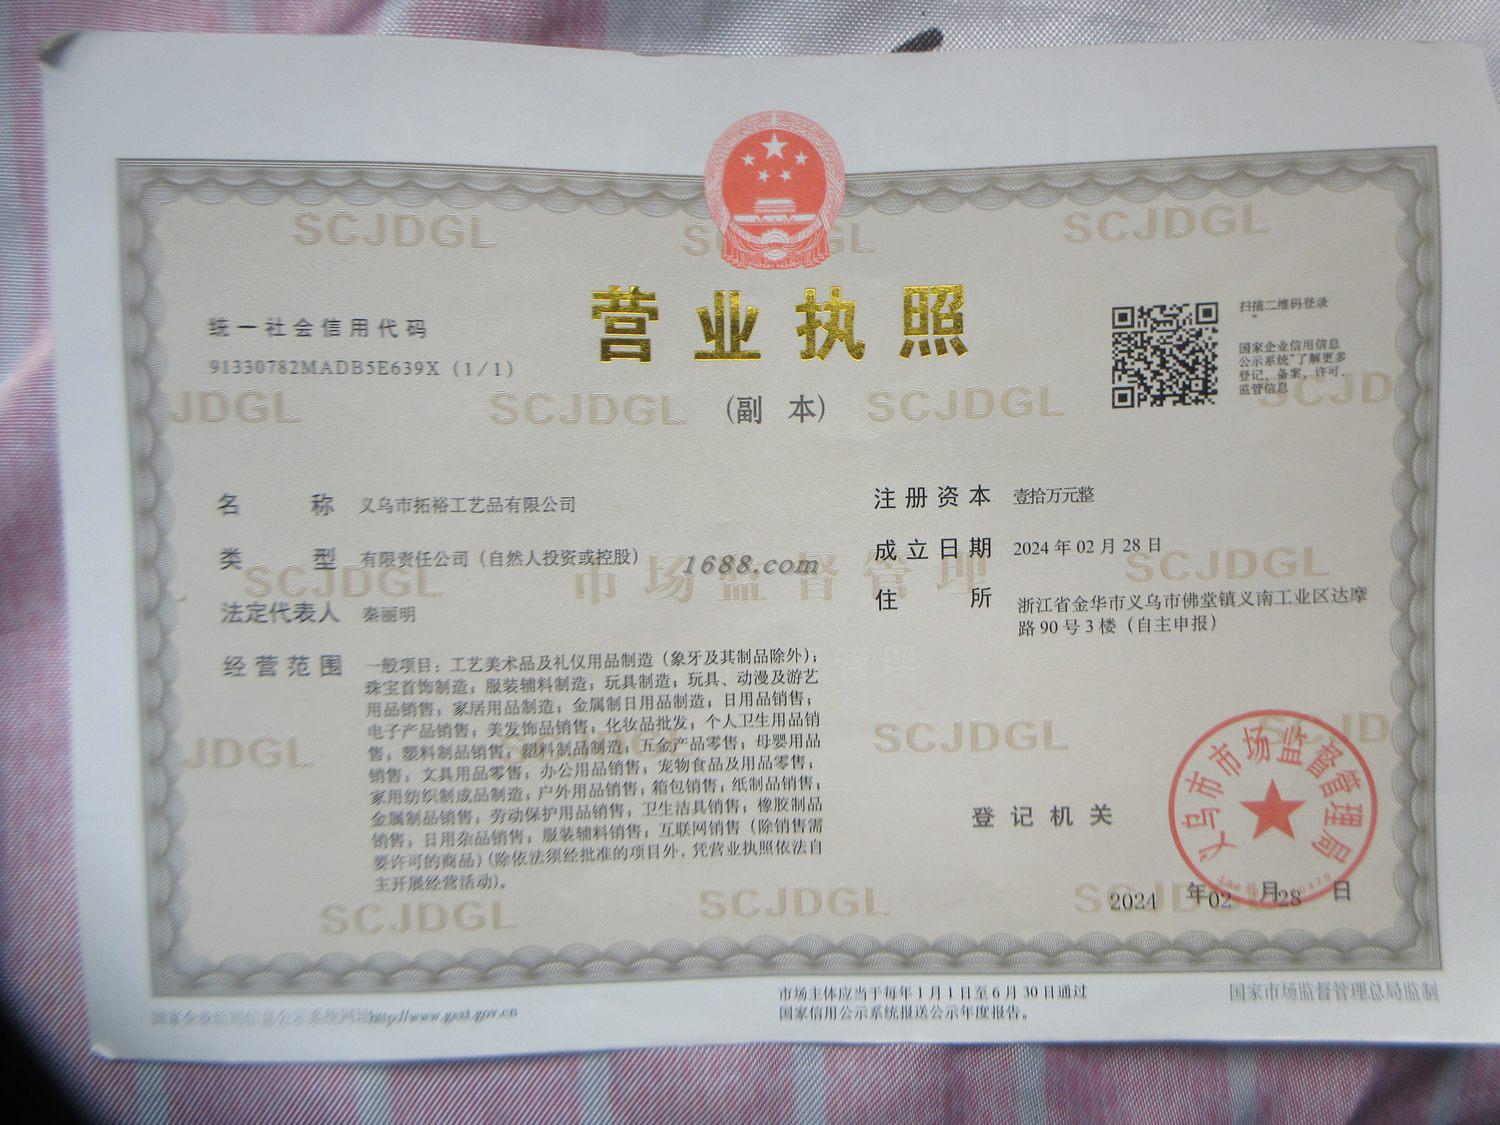 SCJDGL SCJDGL
营业执照
(副 本)
统一社会信用代码
91330782MADB5E639X (1/1)
扫描二维码登录
国家企业信用信息
公示系统”了解更多
登记、备案、许可、
监管信息
JDGL SCJDGL SCJDGL SCJD
名 称 义乌市拓裕工艺品有限公司
类 型 有限责任公司(自然人投资或控股)
法定代表人 秦丽明
经营范围 一般项目:工艺美术品及礼仪用品制造(象牙及其制品除外);
珠宝首饰制造;服装辅料制造;玩具制造;玩具、动漫及游艺
用品销售;家居用品制造;金属制日用品制造;日用品销售;
电子产品销售;美发饰品销售;化妆品批发;个人卫生用品销
售;塑料制品销售;塑料制品制造;五金产品零售;母婴用品
销售;文具用品零售;办公用品销售;宠物食品及用品零售;
家用纺织制成品制造;户外用品销售;箱包销售;纸制品销售;
金属制品销售;劳动保护用品销售;卫生洁具销售;橡胶制品
销售;日用杂品销售;服装辅料销售;互联网销售(除销售需
要许可的商品)(除依法须经批准的项目外,凭营业执照依法自
主开展经营活动)。
注册资本 壹拾万元整
成立日期 2024 年 02 月 28 日
住 所 浙江省金华市义乌市佛堂镇义南工业区达摩
路 90 号 3 楼(自主申报)
1688.com
SCJDGL 市场监督管理 SCJDGL
JDGL SCJDGL
登记机关
义乌市市场监督管理局
2024 年 02 月 28 日
SCJDGL SCJDGL
国家企业信用信息公示系统网址http://www.gsxt.gov.cn
市场主体应当于每年 1 月 1 日至 6 月 30 日通过
国家信用公示系统报送公示年度报告。
国家市场监督管理总局监制